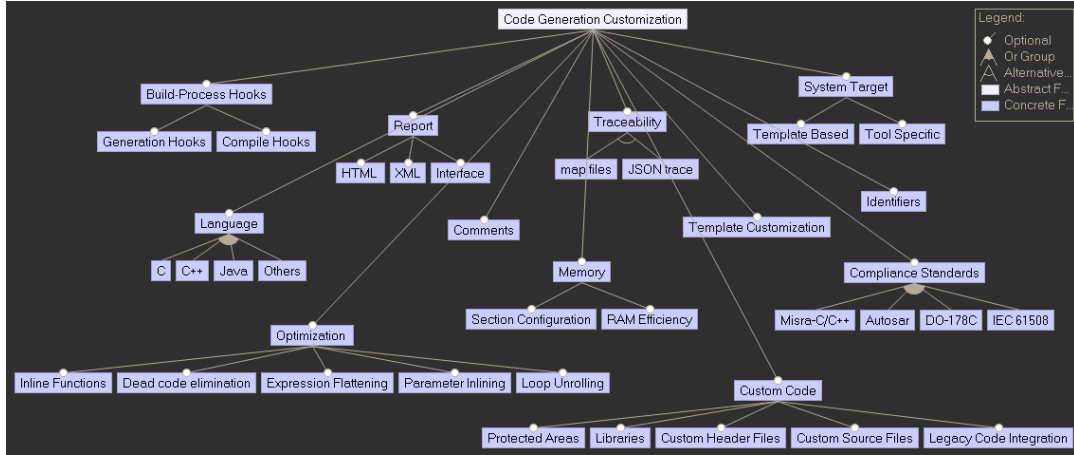 Code Generation Customization
Legend:
Optional
Or Group
Alternative...
Abstract F...
Concrete F...
Build-Process Hooks
System Target
Generation Hooks
Compile Hooks
Report
Traceability
Template Based
Tool Specific
HTML
XML
Interface
map files
JSON trace
Identifiers
Language
Comments
Template Customization
C
C++
Java
Others
Memory
Compliance Standards
Section Configuration
RAM Efficiency
Misra-C/C++
Autosar
DO-178C
IEC 61508
Optimization
Inline Functions
Dead code elimination
Expression Flattening
Parameter Inlining
Loop Unrolling
Custom Code
Protected Areas
Libraries
Custom Header Files
Custom Source Files
Legacy Code Integration